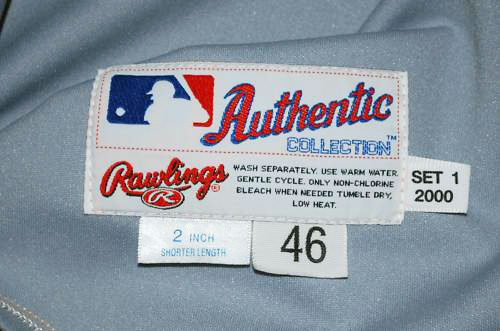 Authentic
COLLECTION™
Rawlings®
R
WASH SEPARATELY. USE WARM WATER
GENTLE CYCLE. ONLY NON-CHLORINE
BLEACH WHEN NEEDED TUMBLE DRY,
LOW HEAT.
SET 1
2000
2 INCH
SHORTER LENGTH
46